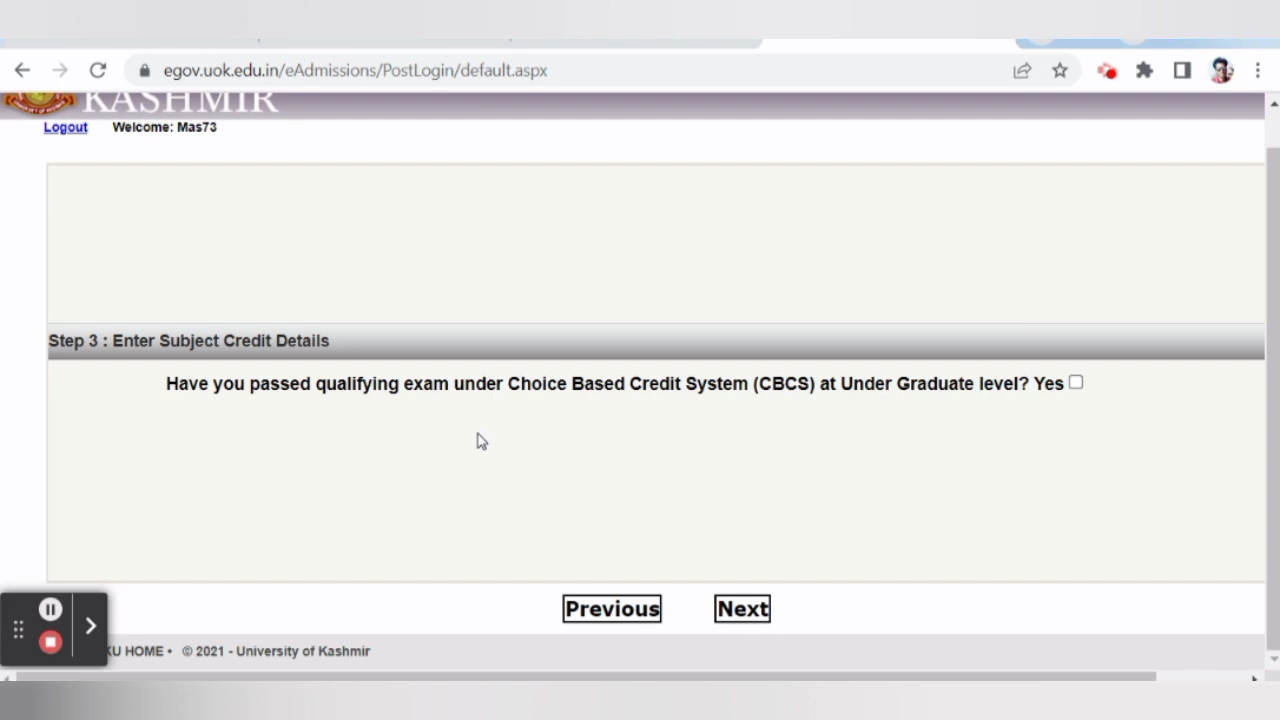 egov.uok.edu.in/eAdmissions/PostLogin/default.aspx
KASHMIR
Logout Welcome: Mas73
Step 3 : Enter Subject Credit Details
Have you passed qualifying exam under Choice Based Credit System (CBCS) at Under Graduate level? Yes
Previous Next
KU HOME • © 2021 - University of Kashmir